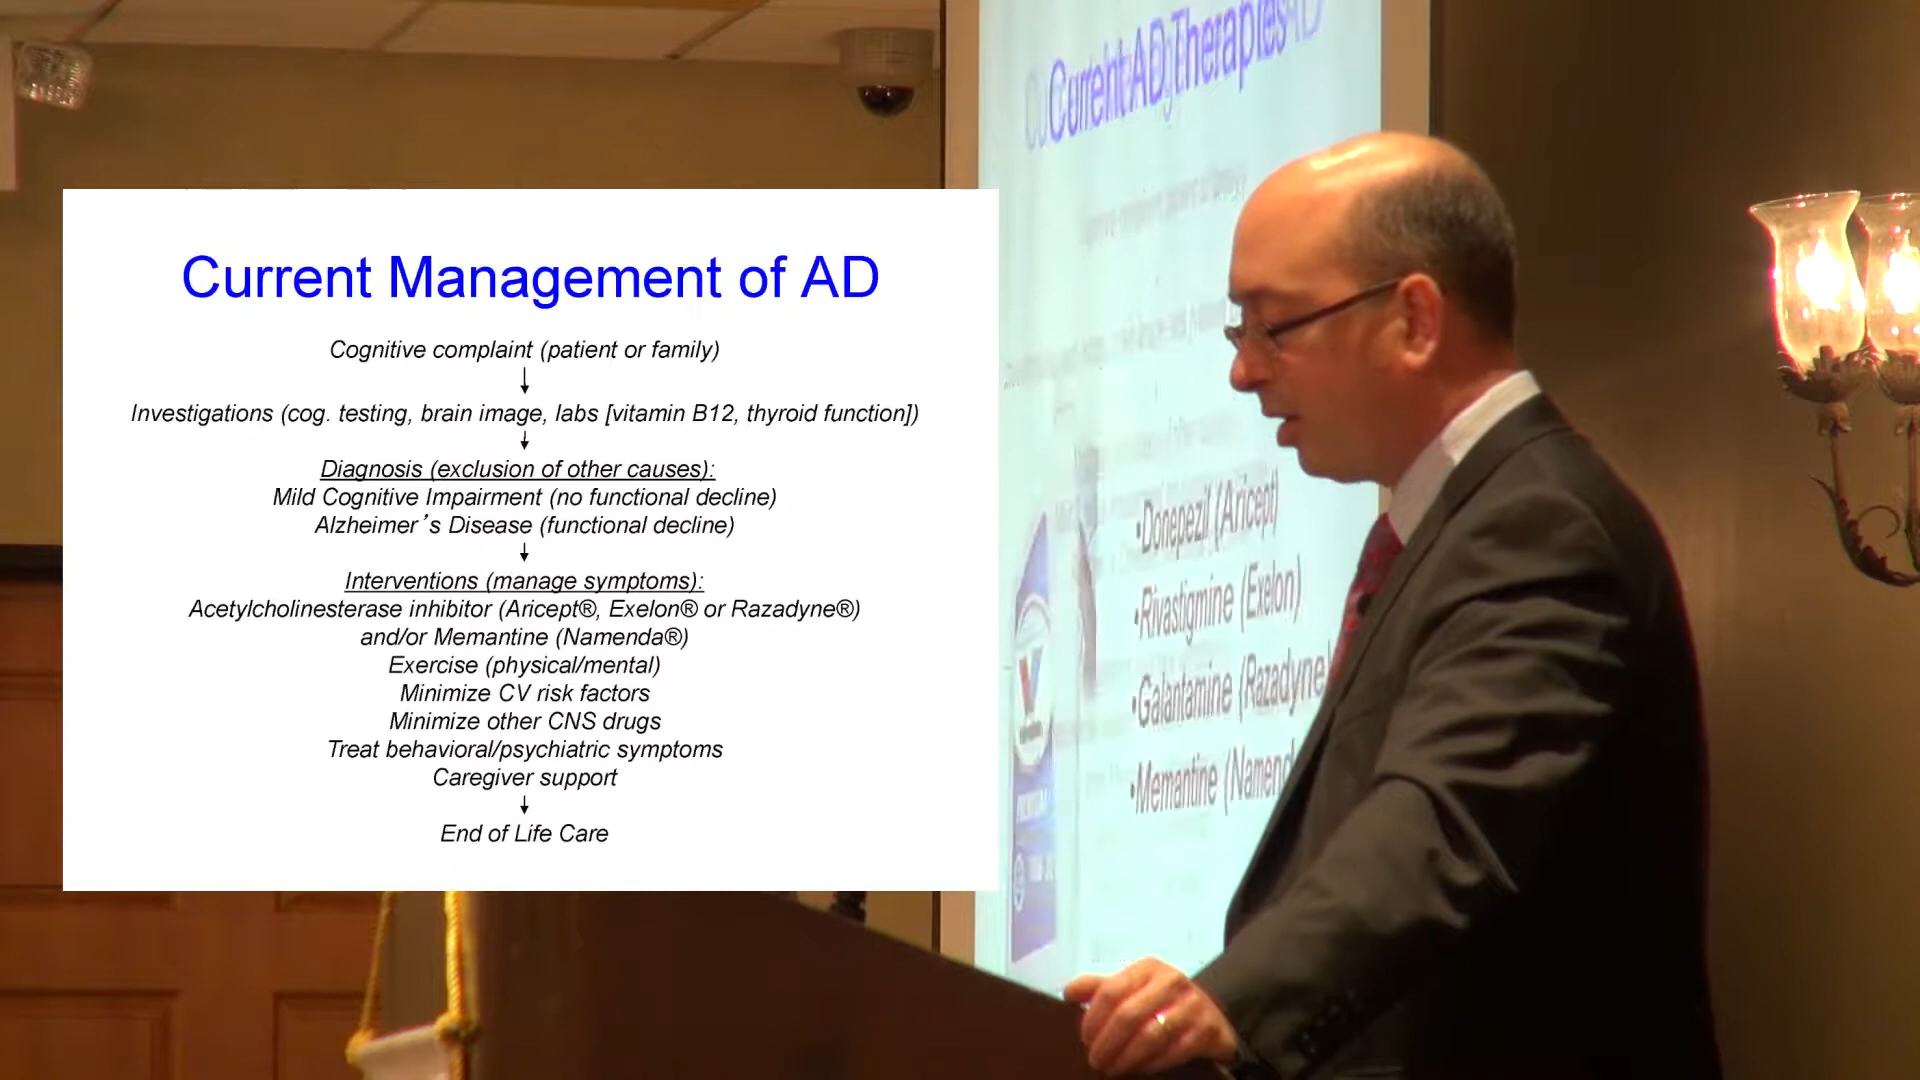 Current Management of AD
Cognitive complaint (patient or family)
Investigations (cog. testing, brain image, labs [vitamin B12, thyroid function])
Diagnosis (exclusion of other causes):
Mild Cognitive Impairment (no functional decline)
Alzheimer's Disease (functional decline)
Interventions (manage symptoms):
Acetylcholinesterase inhibitor (Aricept®, Exelon® or Razadyne®)
and/or Memantine (Namenda®)
Exercise (physical/mental)
Minimize CV risk factors
Minimize other CNS drugs
Treat behavioral/psychiatric symptoms
Caregiver support
End of Life Care
Current AD Therapies
•Donepezil (Aricept)
•Rivastigmine (Exelon)
•Galantamine (Razadyne)
•Memantine (Namend